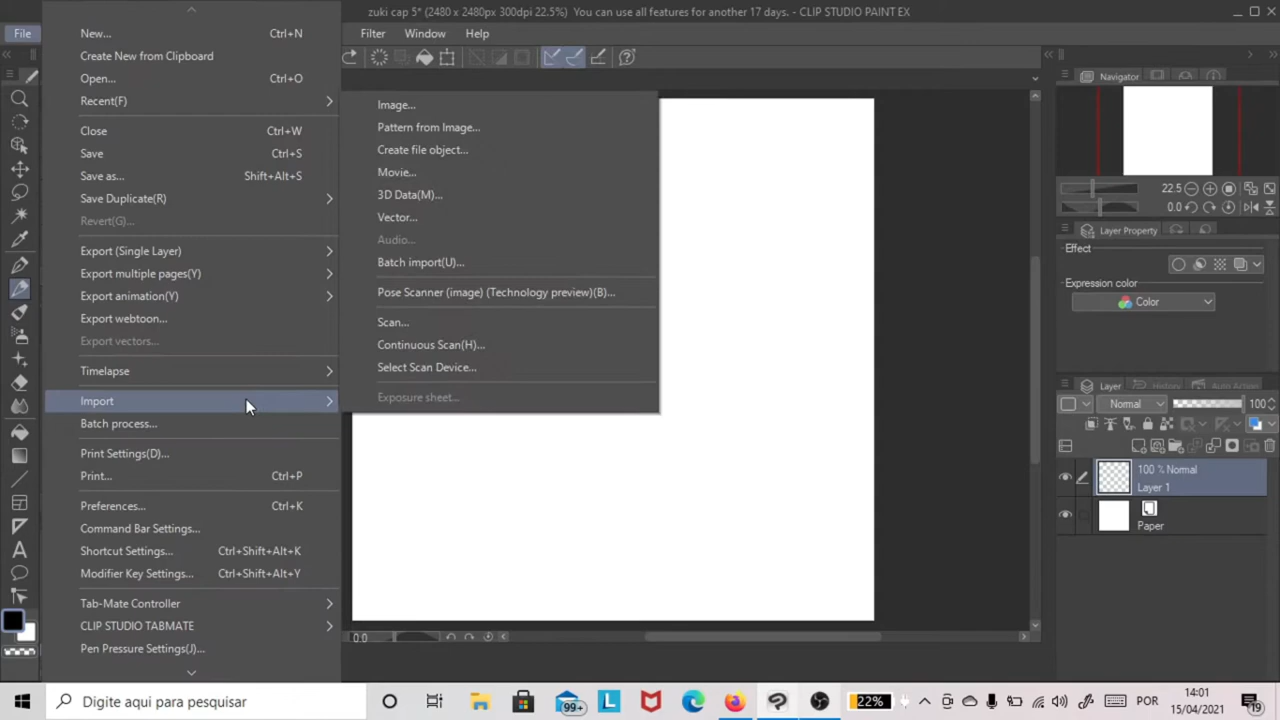 zuki cap 5* (2480 x 2480px 300dpi 22.5%) You can use all features for another 17 days. - CLIP STUDIO PAINT EX
File
Filter
Window
Help
New... Ctrl+N
Create New from Clipboard
Open... Ctrl+O
Recent(F)
Close Ctrl+W
Save Ctrl+S
Save as... Shift+Alt+S
Save Duplicate(R)
Revert(G)...
Export (Single Layer)
Export multiple pages(Y)
Export animation(Y)
Export webtoon...
Export vectors...
Timelapse
Import
Batch process...
Print Settings(D)...
Print... Ctrl+P
Preferences... Ctrl+K
Command Bar Settings...
Shortcut Settings... Ctrl+Shift+Alt+K
Modifier Key Settings... Ctrl+Shift+Alt+Y
Tab-Mate Controller
CLIP STUDIO TABMATE
Pen Pressure Settings(J)...
Image...
Pattern from Image...
Create file object...
Movie...
3D Data(M)...
Vector...
Audio...
Batch import(U)...
Pose Scanner (image) (Technology preview)(B)...
Scan...
Continuous Scan(H)...
Select Scan Device...
Exposure sheet...
0.0
Navigator
22.5
0.0
Layer Property
Effect
Expression color
Color
Layer
History
Auto Action
Normal
100
100 % Normal
Layer 1
Paper
Digite aqui para pesquisar
99+
L
22%
POR
14:01
15/04/2021
19